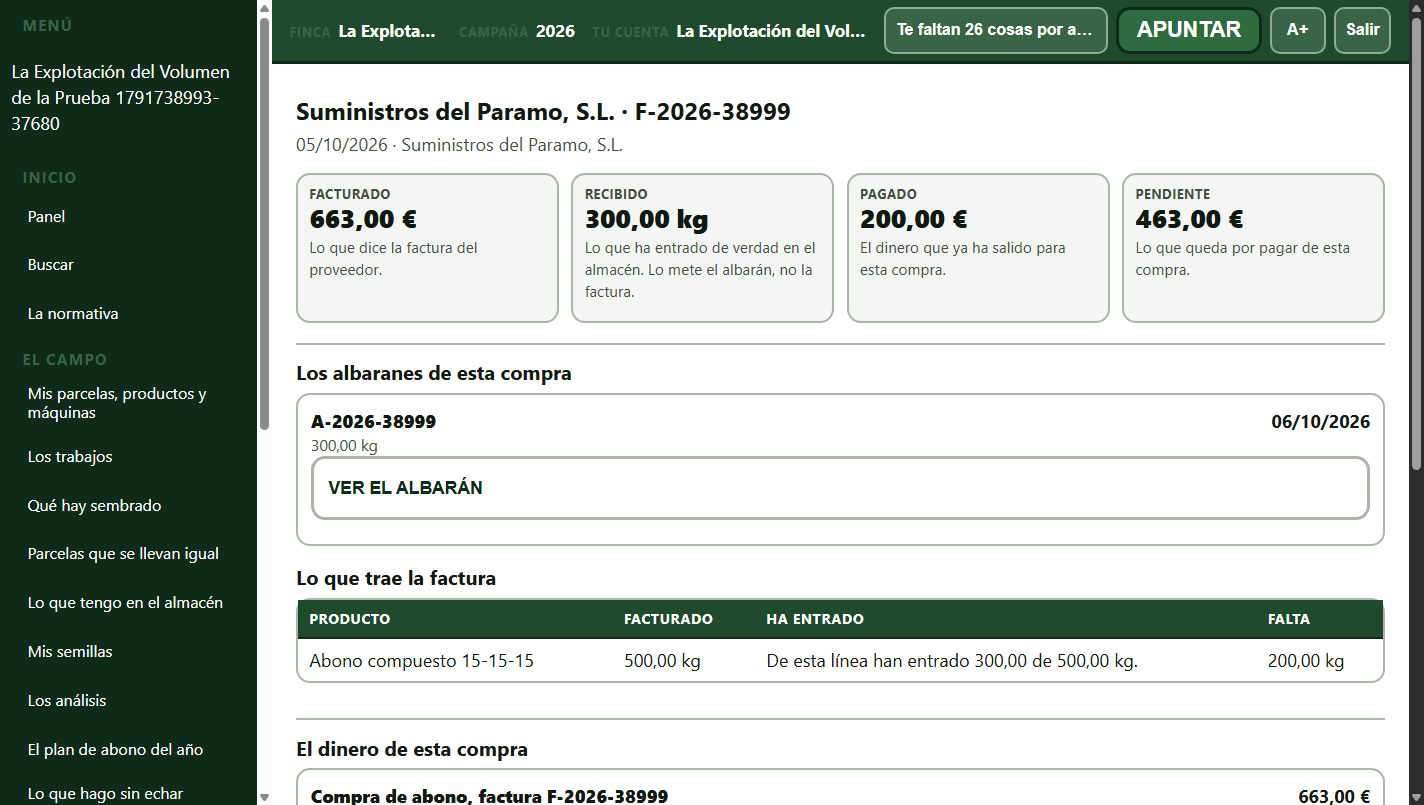 MENÚ
La Explotación del Volumen
de la Prueba 1791738993-
37680
INICIO
Panel
Buscar
La normativa
EL CAMPO
Mis parcelas, productos y
máquinas
Los trabajos
Qué hay sembrado
Parcelas que se llevan igual
Lo que tengo en el almacén
Mis semillas
Los análisis
El plan de abono del año
Lo que hago sin echar
FINCA La Explota... CAMPAÑA 2026 TU CUENTA La Explotación del Vol... Te faltan 26 cosas por a... APUNTAR A+ Salir
Suministros del Paramo, S.L. · F-2026-38999
05/10/2026 · Suministros del Paramo, S.L.
FACTURADO
663,00 €
Lo que dice la factura del
proveedor.
RECIBIDO
300,00 kg
Lo que ha entrado de verdad en el
almacén. Lo mete el albarán, no la
factura.
PAGADO
200,00 €
El dinero que ya ha salido para
esta compra.
PENDIENTE
463,00 €
Lo que queda por pagar de esta
compra.
Los albaranes de esta compra
A-2026-38999 06/10/2026
300,00 kg
VER EL ALBARÁN
Lo que trae la factura
PRODUCTO FACTURADO HA ENTRADO FALTA
Abono compuesto 15-15-15 500,00 kg De esta línea han entrado 300,00 de 500,00 kg. 200,00 kg
El dinero de esta compra
Compra de abono, factura F-2026-38999 663,00 €